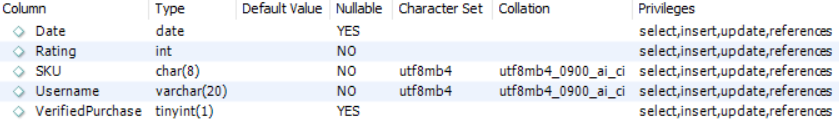 Column Type Default Value Nullable Character Set Collation Privileges
Date date YES select,insert,update,references
Rating int NO select,insert,update,references
SKU char(8) NO utf8mb4 utf8mb4_0900_ai_ci select,insert,update,references
Username varchar(20) NO utf8mb4 utf8mb4_0900_ai_ci select,insert,update,references
VerifiedPurchase tinyint(1) YES select,insert,update,references